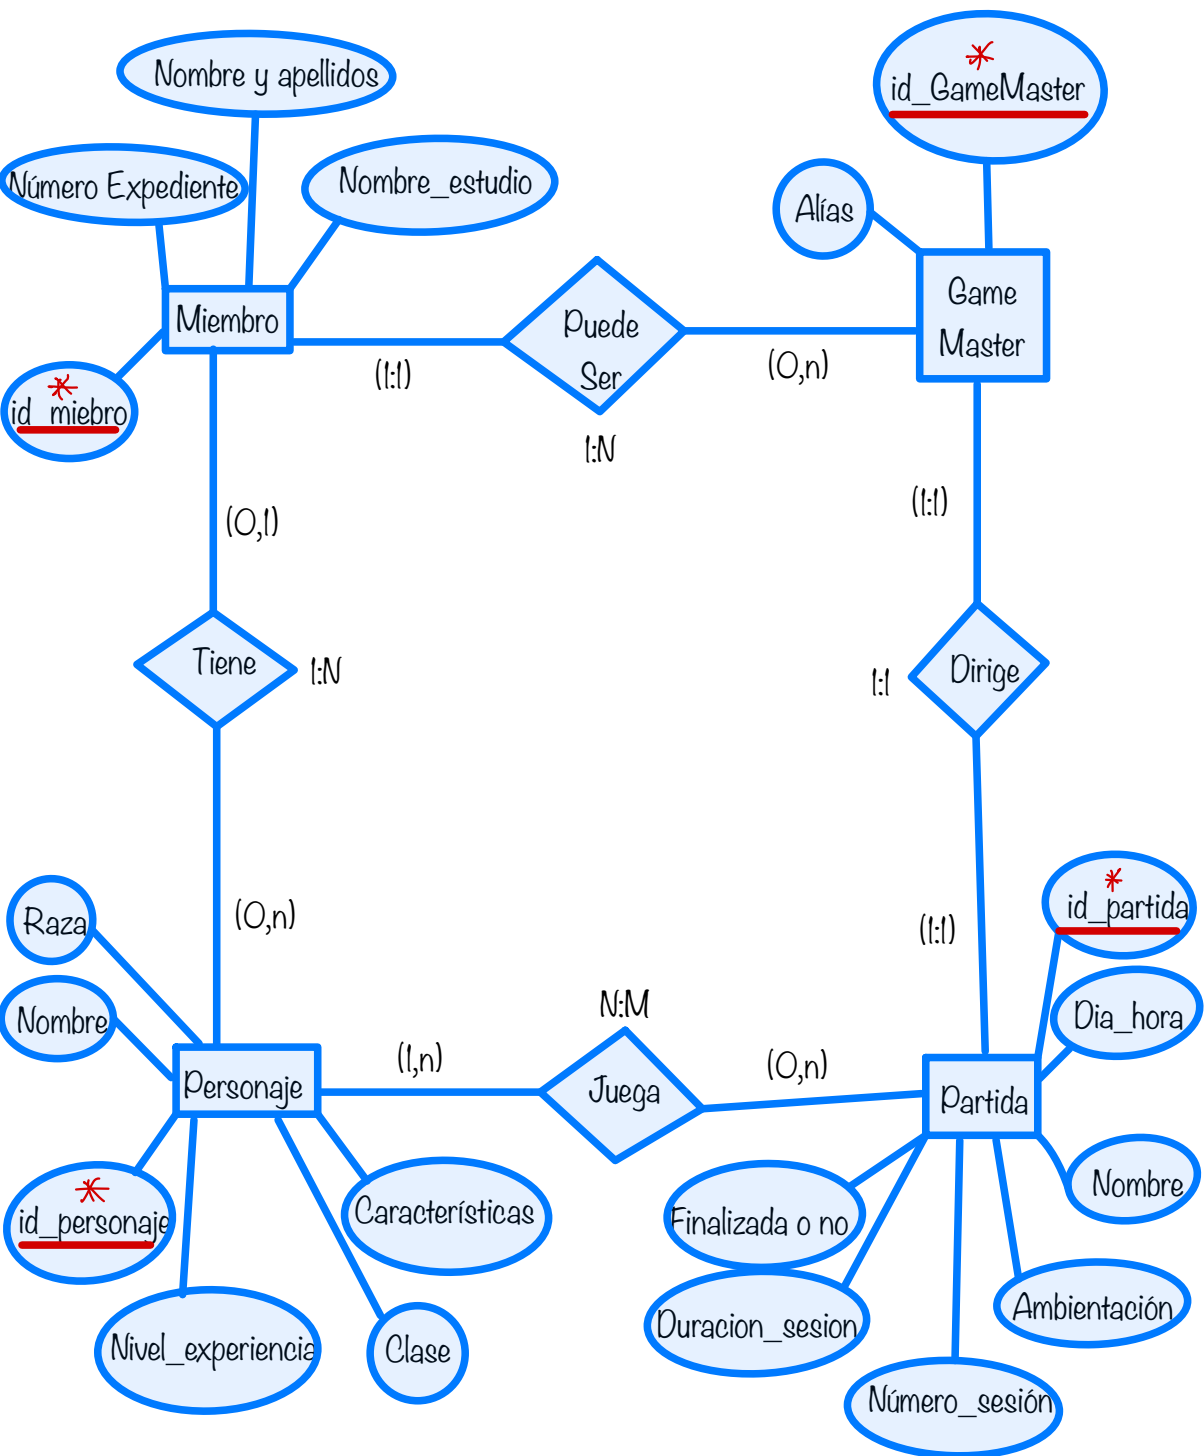 id_GameMaster
Nombre y apellidos
Número Expediente
Nombre_estudio
Alías
Miembro
Puede
Ser
Game
Master
(1:1)
(0,n)
id_miebro
1:N
(0,1)
(1:1)
Tiene
1:N
1:1
Dirige
Raza
(0,n)
(1:1)
id_partida
Nombre
N:M
Dia_hora
Personaje
(1,n)
Juega
(0,n)
Partida
Nombre
id_personaje
Características
Finalizada o no
Nivel_experiencia
Clase
Duracion_sesion
Ambientación
Número_sesión